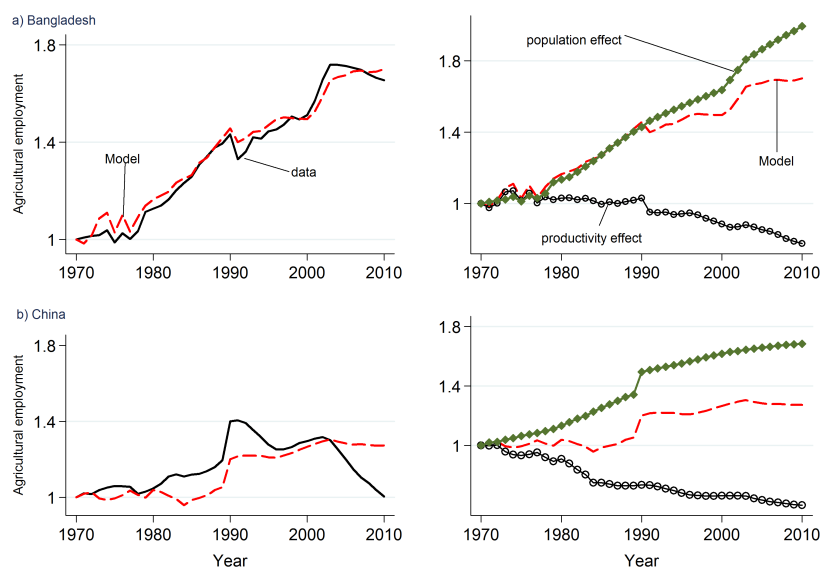 a) Bangladesh
Agricultural employment
1.8
1.4
1
Model
data
1970
1980
1990
2000
2010
1.8
1.4
1
population effect
Model
productivity effect
1970
1980
1990
2000
2010
b) China
Agricultural employment
1.8
1.4
1
1970
1980
1990
2000
2010
Year
1.8
1.4
1
1970
1980
1990
2000
2010
Year